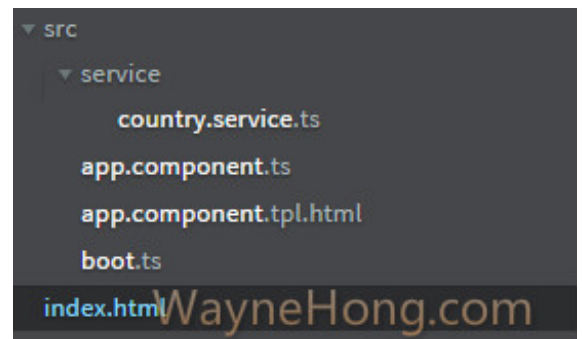 src
service
country.service.ts
app.component.ts
app.component.tpl.html
boot.ts
index.html
WayneHong.com